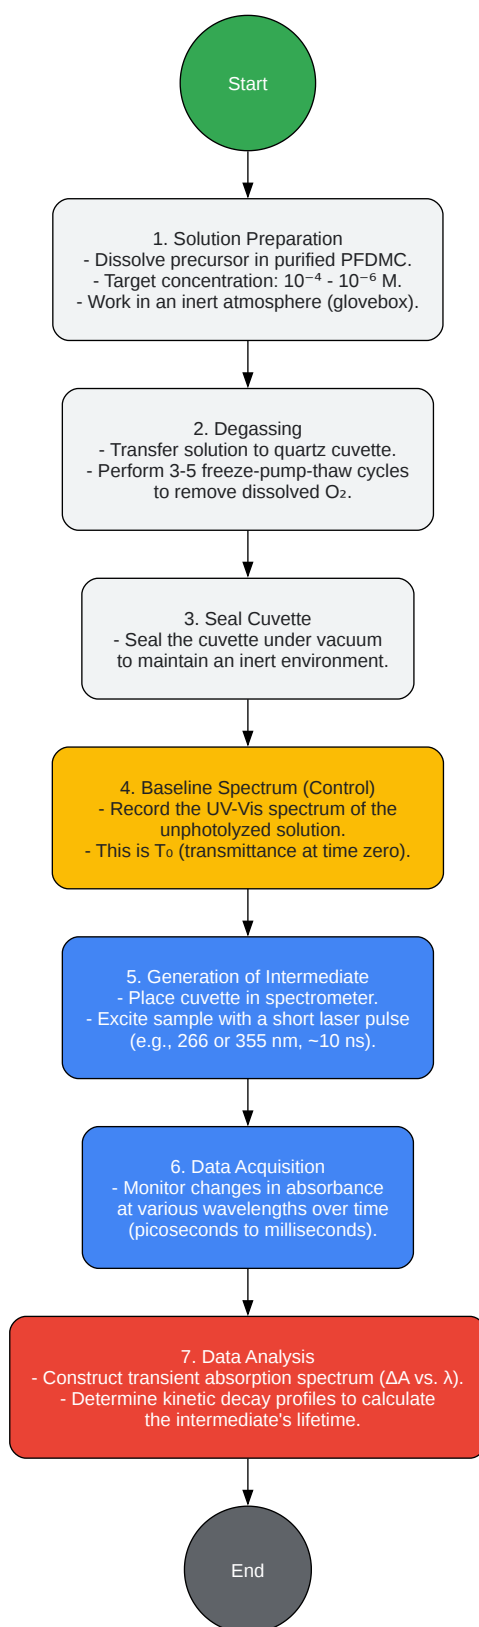 Start
1. Solution Preparation
- Dissolve precursor in purified PFDMC.
- Target concentration: 10⁻⁴ - 10⁻⁶ M.
- Work in an inert atmosphere (glovebox).
2. Degassing
- Transfer solution to quartz cuvette.
- Perform 3-5 freeze-pump-thaw cycles
to remove dissolved O₂.
3. Seal Cuvette
- Seal the cuvette under vacuum
to maintain an inert environment.
4. Baseline Spectrum (Control)
- Record the UV-Vis spectrum of the
unphotolyzed solution.
- This is T₀ (transmittance at time zero).
5. Generation of Intermediate
- Place cuvette in spectrometer.
- Excite sample with a short laser pulse
(e.g., 266 or 355 nm, ~10 ns).
6. Data Acquisition
- Monitor changes in absorbance
at various wavelengths over time
(picoseconds to milliseconds).
7. Data Analysis
- Construct transient absorption spectrum (ΔA vs. λ).
- Determine kinetic decay profiles to calculate
the intermediate's lifetime.
End